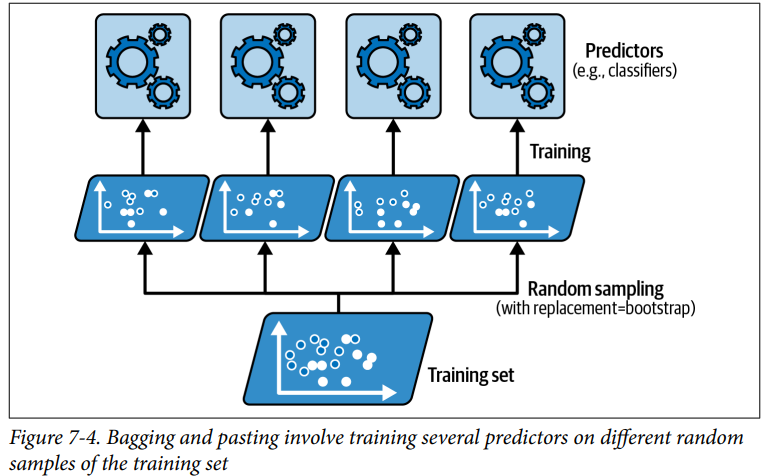 Predictors
(e.g., classifiers)
Training
Random sampling
(with replacement=bootstrap)
Training set
Figure 7-4. Bagging and pasting involve training several predictors on different random
samples of the training set